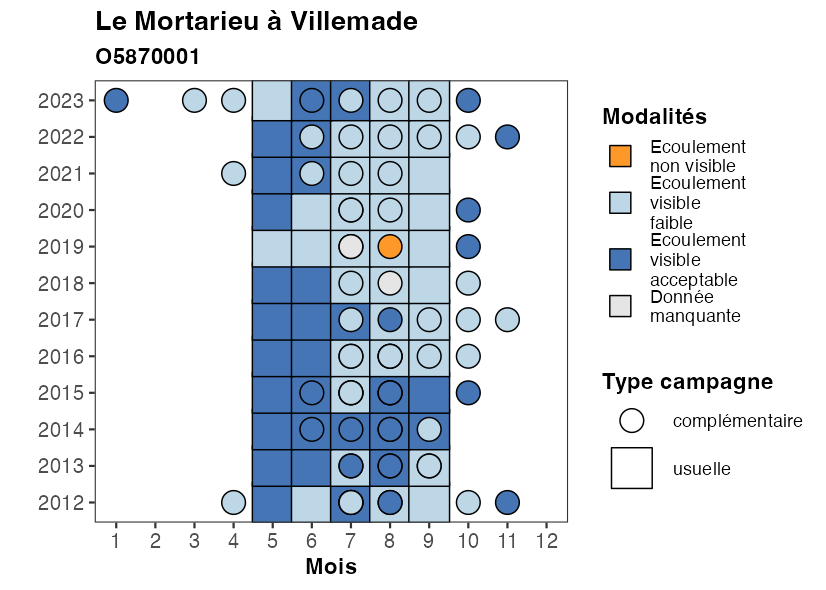 Le Mortarieu à Villemade
O5870001
2023
2022
2021
2020
2019
2018
2017
2016
2015
2014
2013
2012
1 2 3 4 5 6 7 8 9 10 11 12
Mois
Modalités
Ecoulement
non visible
Ecoulement
visible
faible
Ecoulement
visible
acceptable
Donnée
manquante
Type campagne
complémentaire
usuelle